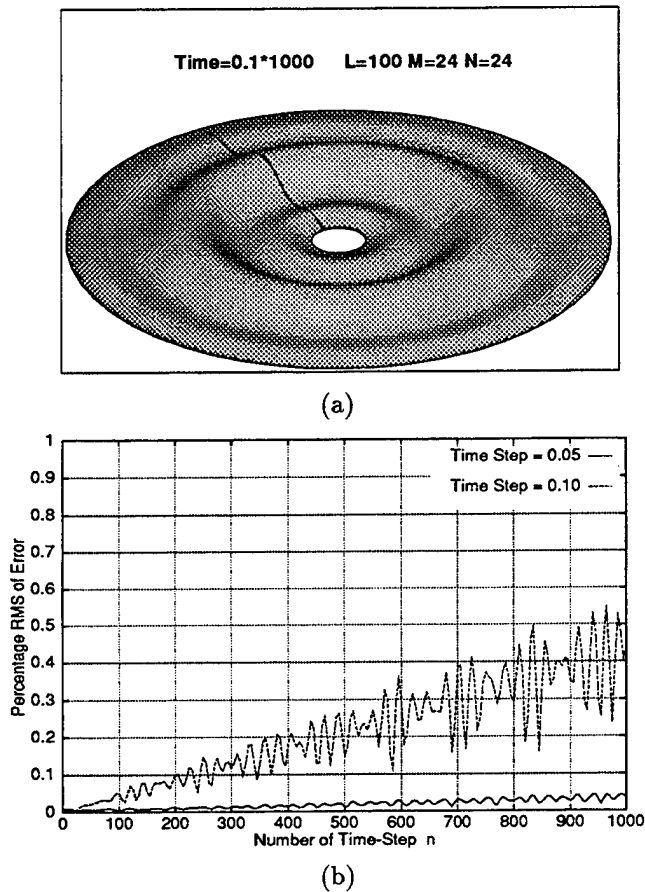 Time=0.1*1000 L=100 M=24 N=24
(a)
Percentage RMS of Error
1
0.9
0.8
0.7
0.6
0.5
0.4
0.3
0.2
0.1
0
Time Step = 0.05
Time Step = 0.10
0 100 200 300 400 500 600 700 800 900 1000
Number of Time-Step n
(b)